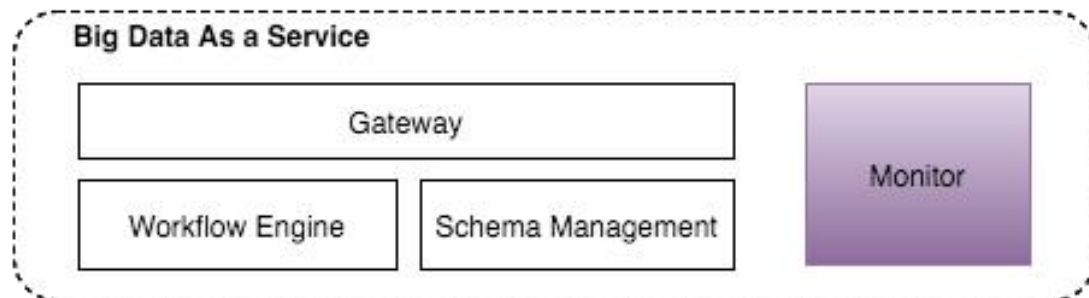 Big Data As a Service
Gateway
Monitor
Workflow Engine
Schema Management